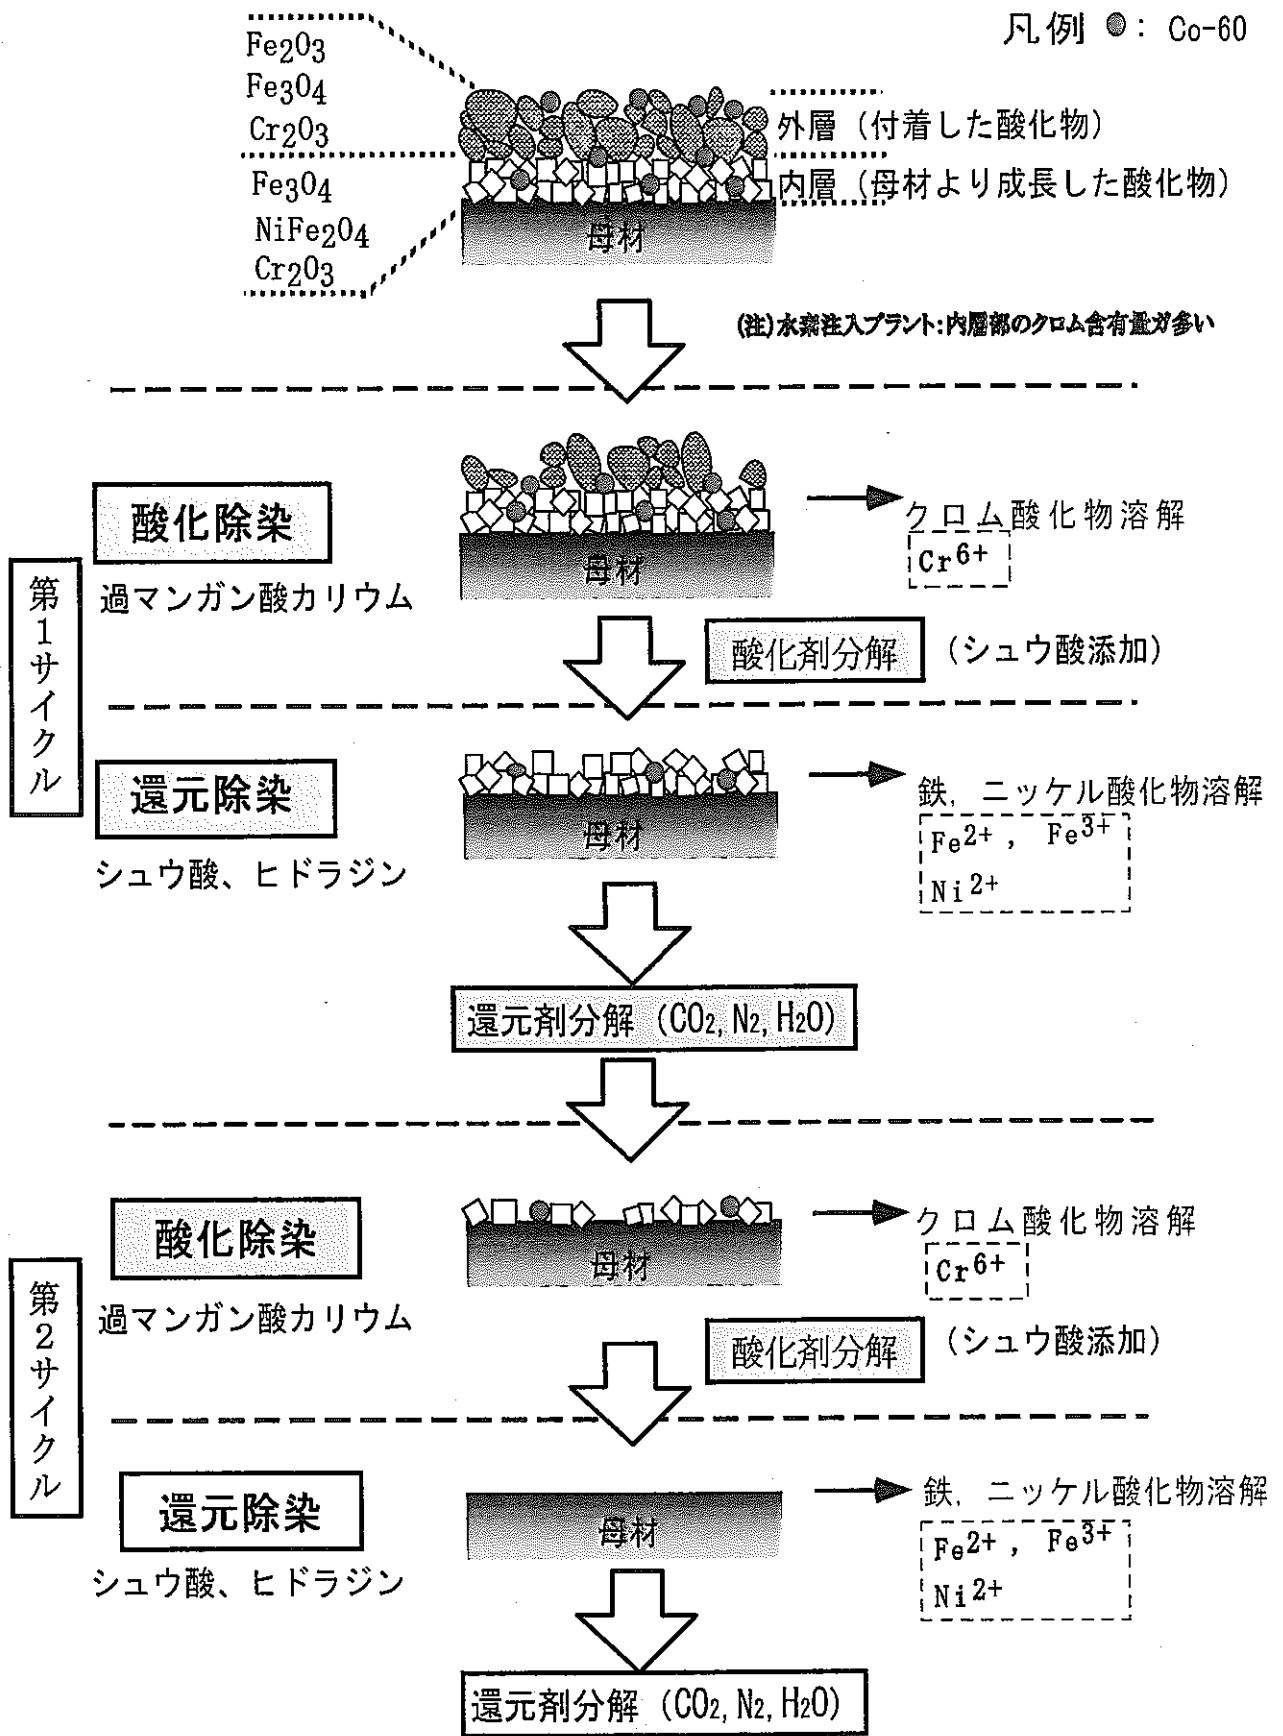 凡例 ●: Co-60
Fe₂O₃
Fe₃O₄
Cr₂O₃
外層 (付着した酸化物)
Fe₃O₄
NiFe₂O₄
Cr₂O₃
内層 (母材より成長した酸化物)
母材
(注)水素注入プラント:内層部のクロム含有量が多い
第1サイクル
酸化除染
過マンガン酸カリウム
母材
クロム酸化物溶解
Cr⁶⁺
酸化剤分解 (シュウ酸添加)
還元除染
シュウ酸、ヒドラジン
母材
鉄, ニッケル酸化物溶解
Fe²⁺, Fe³⁺
Ni²⁺
還元剤分解 (CO₂, N₂, H₂O)
第2サイクル
酸化除染
過マンガン酸カリウム
母材
クロム酸化物溶解
Cr⁶⁺
酸化剤分解 (シュウ酸添加)
還元除染
シュウ酸、ヒドラジン
母材
鉄, ニッケル酸化物溶解
Fe²⁺, Fe³⁺
Ni²⁺
還元剤分解 (CO₂, N₂, H₂O)